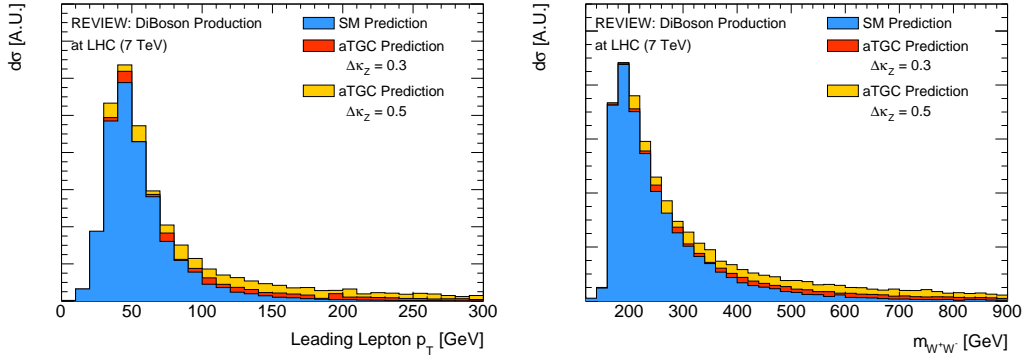 dσ [A.U.]
REVIEW: DiBoson Production
at LHC (7 TeV)
SM Prediction
aTGC Prediction
Δκ_Z = 0.3
aTGC Prediction
Δκ_Z = 0.5
0 50 100 150 200 250 300
Leading Lepton p_T [GeV]
dσ [A.U.]
REVIEW: DiBoson Production
at LHC (7 TeV)
SM Prediction
aTGC Prediction
Δκ_Z = 0.3
aTGC Prediction
Δκ_Z = 0.5
200 300 400 500 600 700 800 900
m_{W⁺W⁻} [GeV]